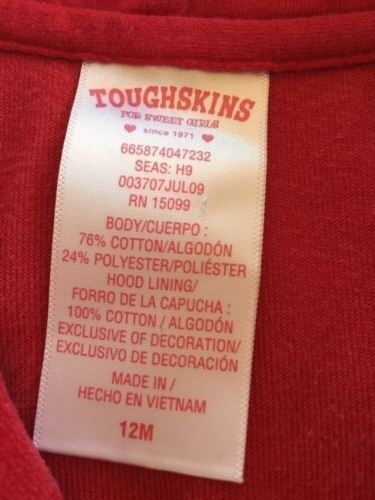 TOUGHSKINS
FOR SWEET GIRLS
since 1971
665874047232
SEAS: H9
003707JUL09
RN 15099
BODY/CUERPO :
76% COTTON/ALGODÓN
24% POLYESTER/POLIÉSTER
HOOD LINING/
FORRO DE LA CAPUCHA :
100% COTTON / ALGODÓN
EXCLUSIVE OF DECORATION/
EXCLUSIVO DE DECORACIÓN
MADE IN /
HECHO EN VIETNAM
12M